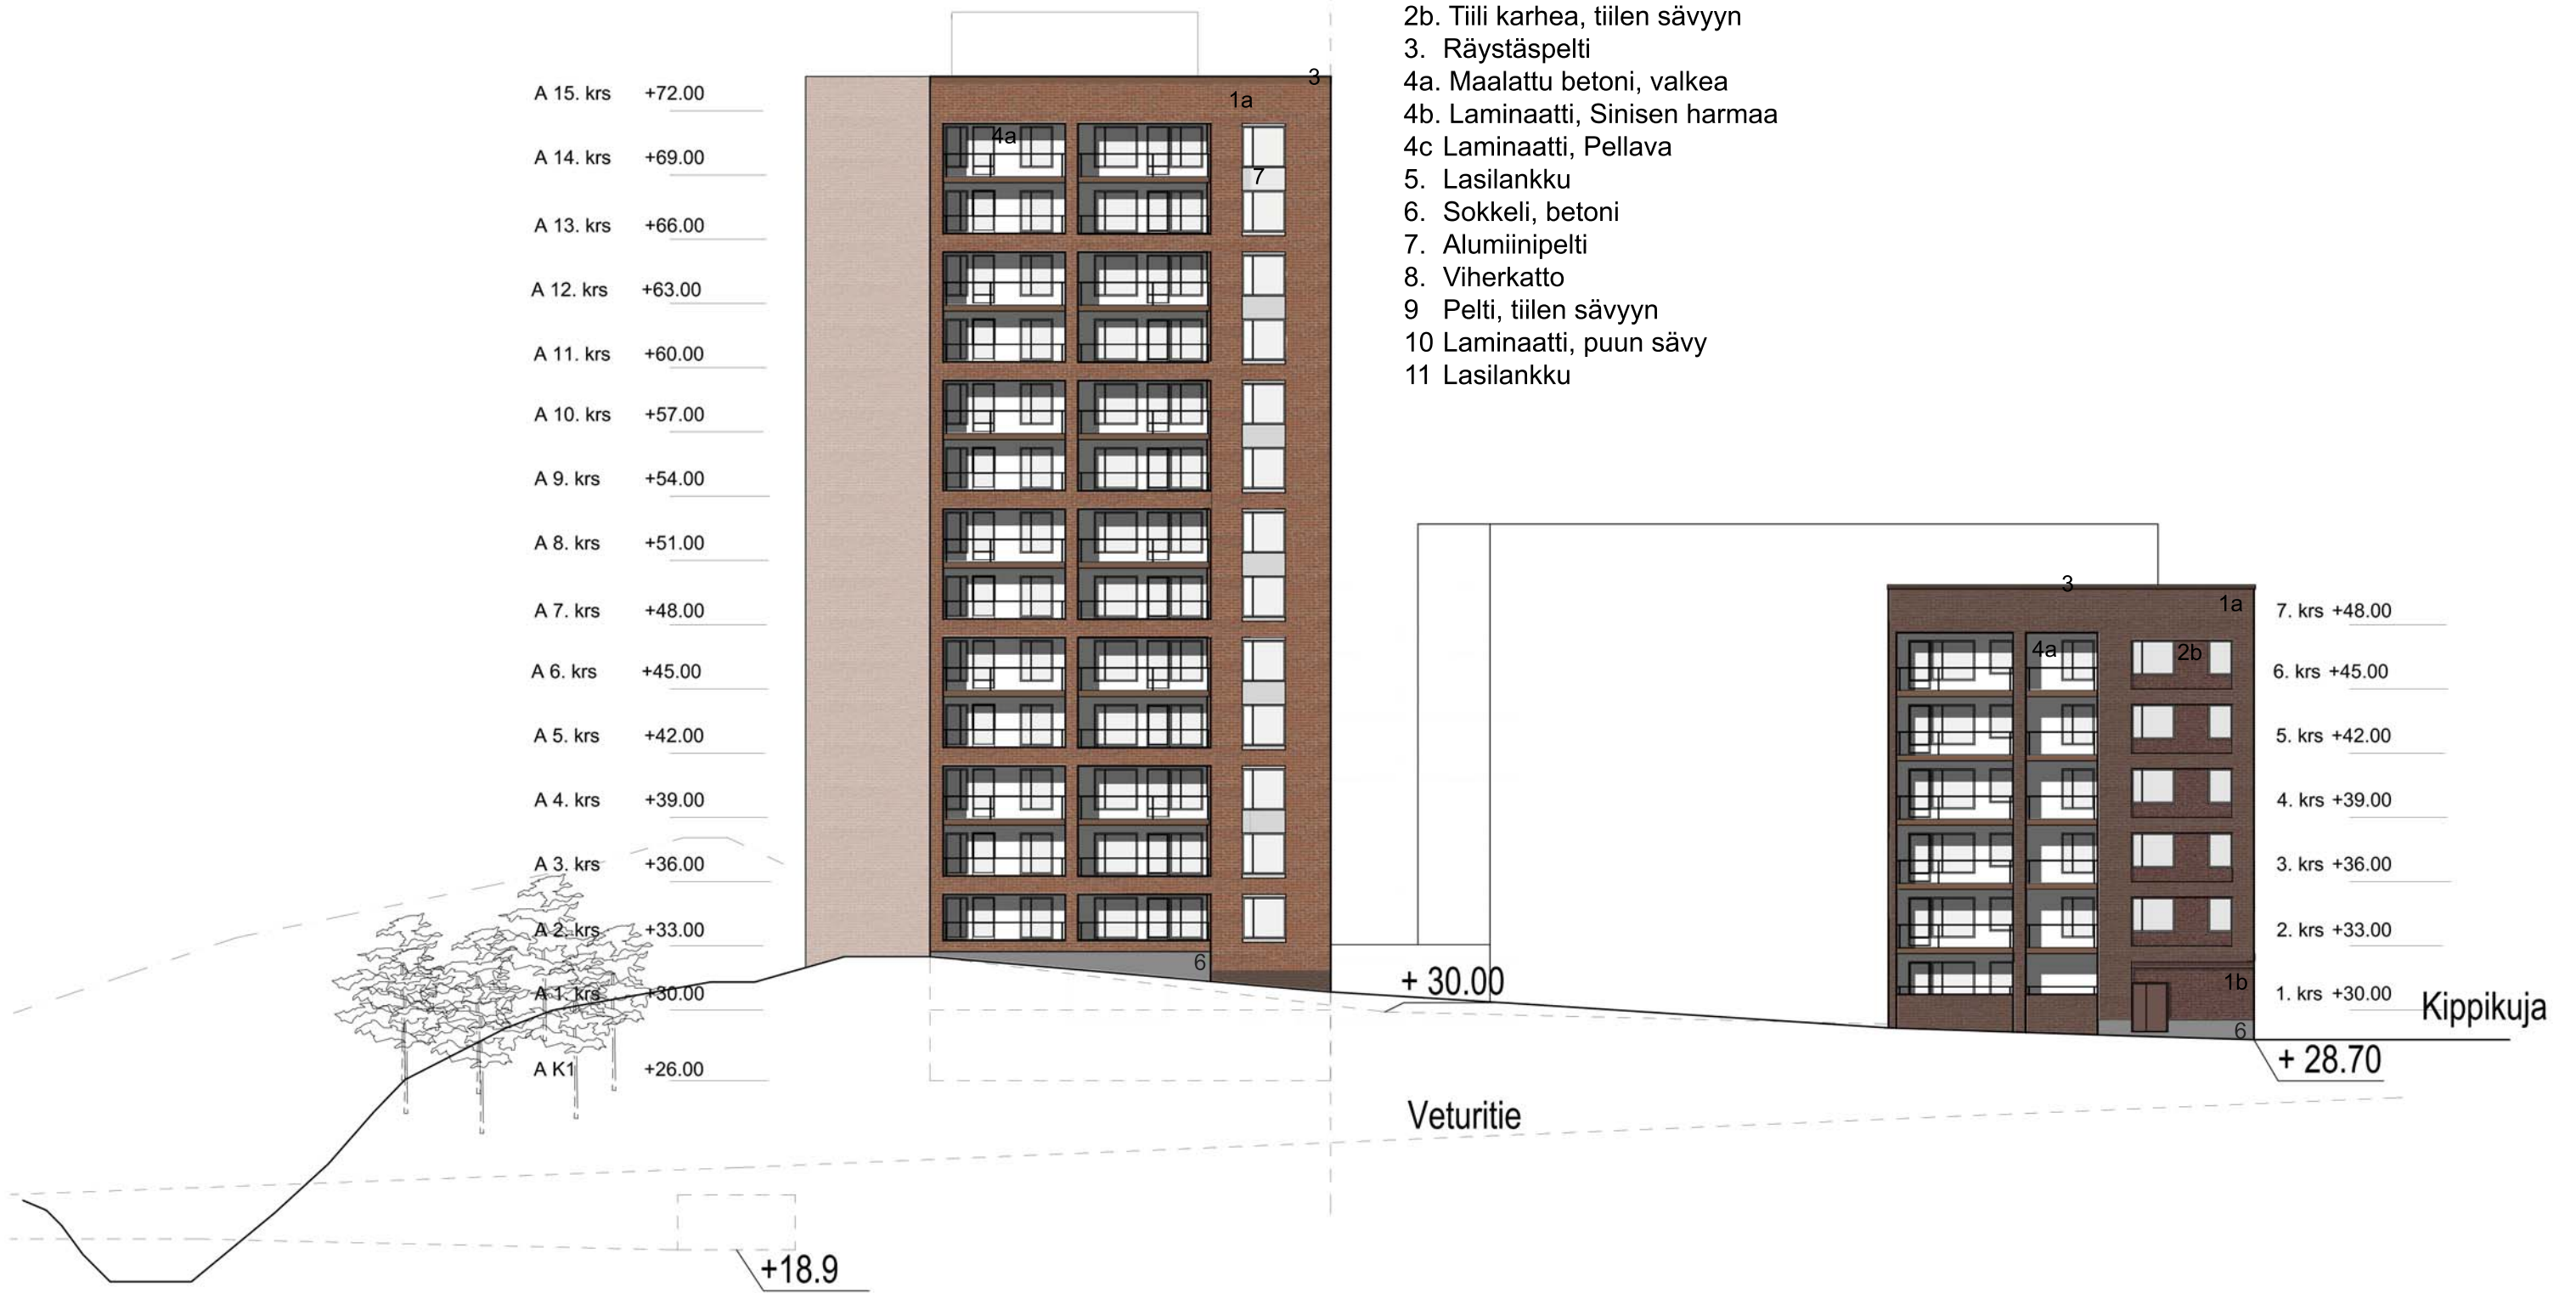 2b. Tiili karhea, tiilen sävyyn
3. Räystäspelti
4a. Maalattu betoni, valkea
4b. Laminaatti, Sinisen harmaa
4c Laminaatti, Pellava
5. Lasilankku
6. Sokkeli, betoni
7. Alumiinipelti
8. Viherkatto
9 Pelti, tiilen sävyyn
10 Laminaatti, puun sävy
11 Lasilankku
A 15. krs +72.00
A 14. krs +69.00
A 13. krs +66.00
A 12. krs +63.00
A 11. krs +60.00
A 10. krs +57.00
A 9. krs +54.00
A 8. krs +51.00
A 7. krs +48.00
A 6. krs +45.00
A 5. krs +42.00
A 4. krs +39.00
A 3. krs +36.00
A 2. krs +33.00
A 1. krs +30.00
A K1 +26.00
3
1a
4a
7
6
3
1a
4a
2b
1b
6
7. krs +48.00
6. krs +45.00
5. krs +42.00
4. krs +39.00
3. krs +36.00
2. krs +33.00
1. krs +30.00
Kippikuja
+ 30.00
+ 28.70
Veturitie
+18.9